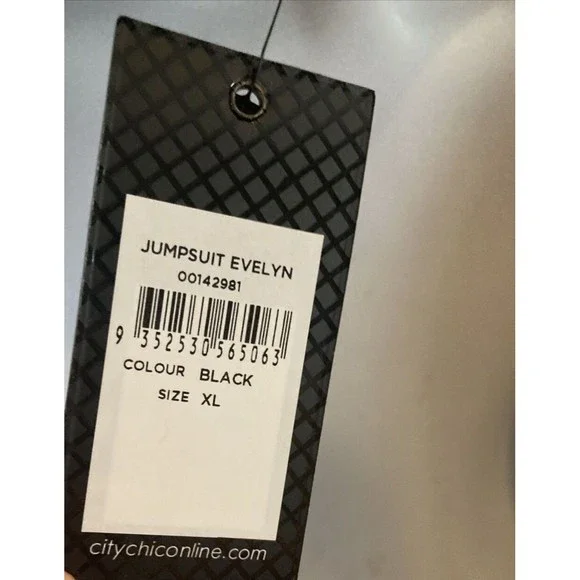 JUMPSUIT EVELYN
00142981
9 352530 565063
COLOUR BLACK
SIZE XL
citychiconline.com